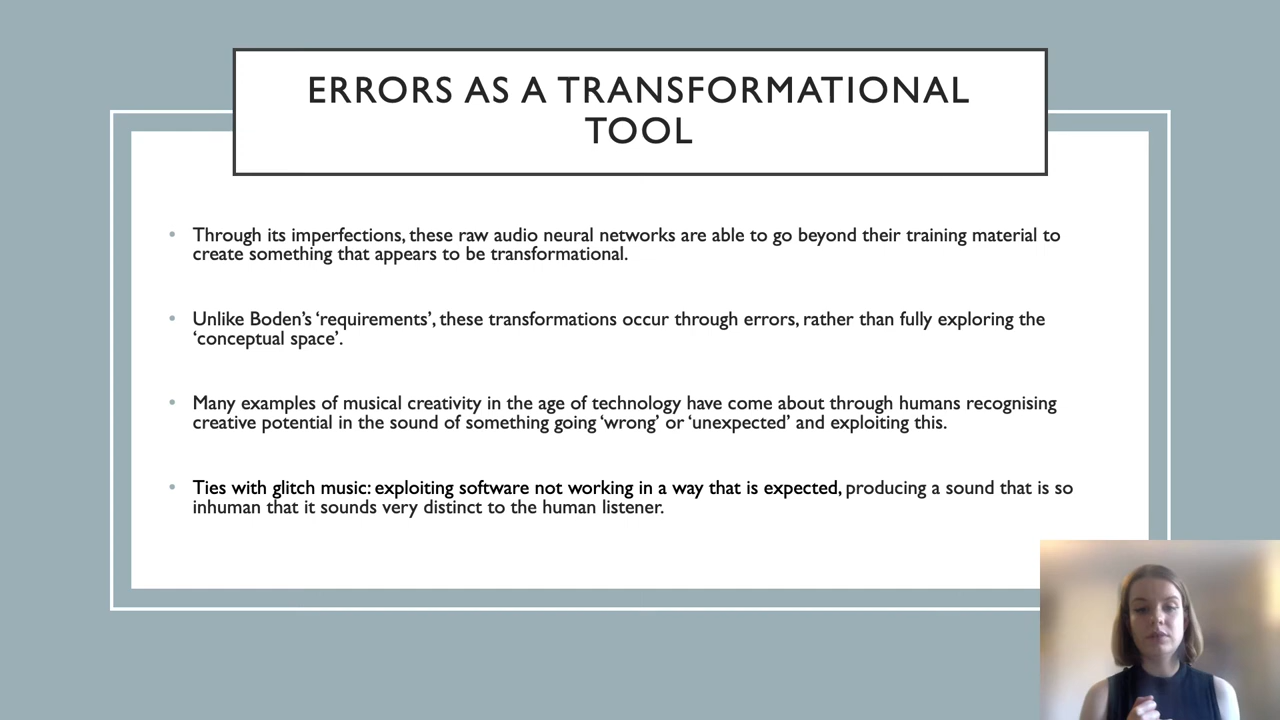 ERRORS AS A TRANSFORMATIONAL
TOOL
• Through its imperfections, these raw audio neural networks are able to go beyond their training material to
create something that appears to be transformational.
• Unlike Boden’s ‘requirements’, these transformations occur through errors, rather than fully exploring the
‘conceptual space’.
• Many examples of musical creativity in the age of technology have come about through humans recognising
creative potential in the sound of something going ‘wrong’ or ‘unexpected’ and exploiting this.
• Ties with glitch music: exploiting software not working in a way that is expected, producing a sound that is so
inhuman that it sounds very distinct to the human listener.